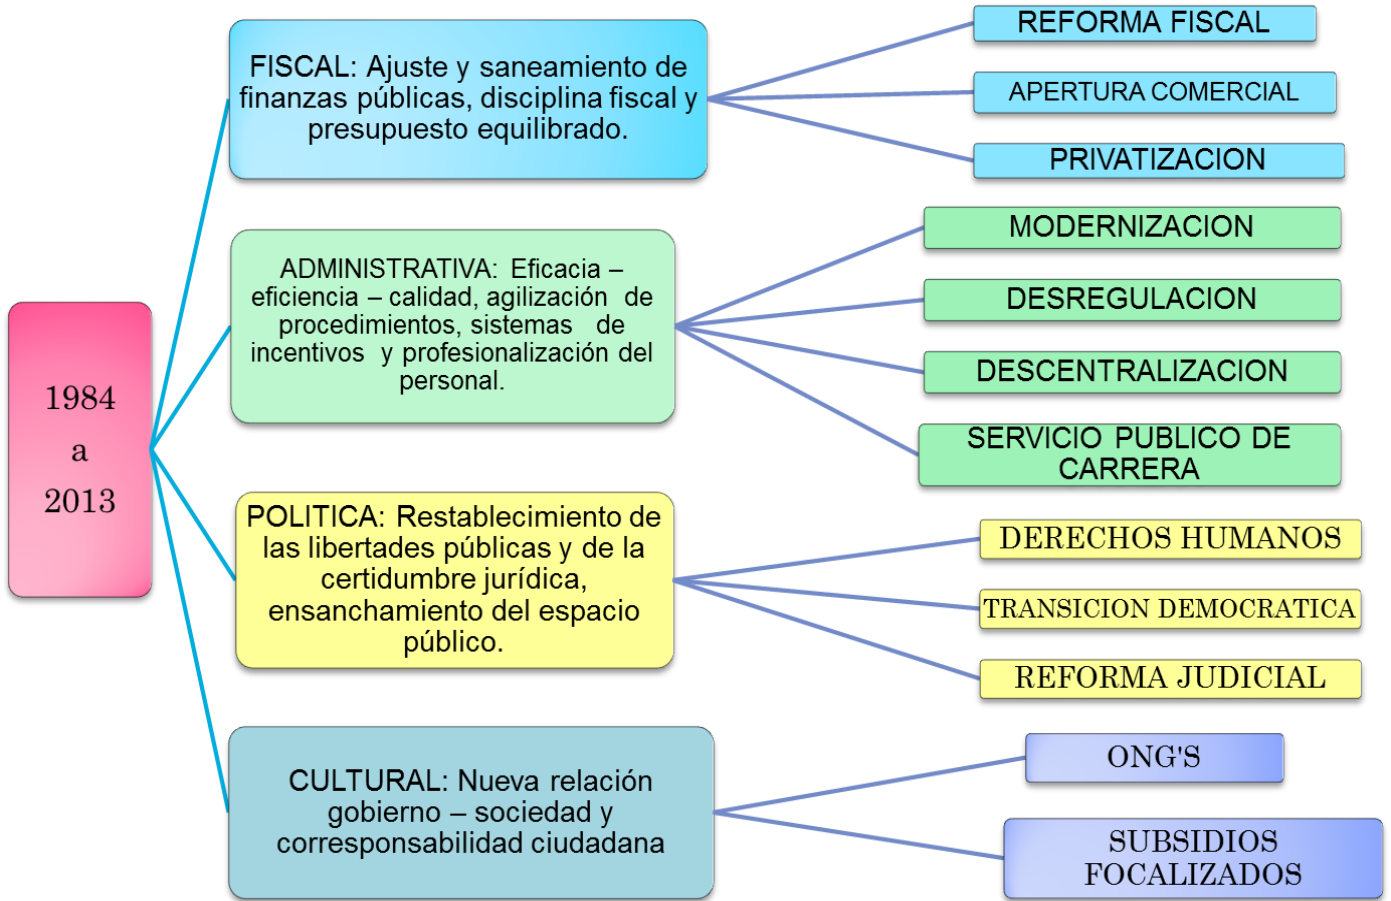 1984
a
2013
FISCAL: Ajuste y saneamiento de
finanzas públicas, disciplina fiscal y
presupuesto equilibrado.
REFORMA FISCAL
APERTURA COMERCIAL
PRIVATIZACION
ADMINISTRATIVA: Eficacia –
eficiencia – calidad, agilización de
procedimientos, sistemas de
incentivos y profesionalización del
personal.
MODERNIZACION
DESREGULACION
DESCENTRALIZACION
SERVICIO PUBLICO DE
CARRERA
POLITICA: Restablecimiento de
las libertades públicas y de la
certidumbre jurídica,
ensanchamiento del espacio
público.
DERECHOS HUMANOS
TRANSICION DEMOCRATICA
REFORMA JUDICIAL
CULTURAL: Nueva relación
gobierno – sociedad y
corresponsabilidad ciudadana
ONG'S
SUBSIDIOS
FOCALIZADOS